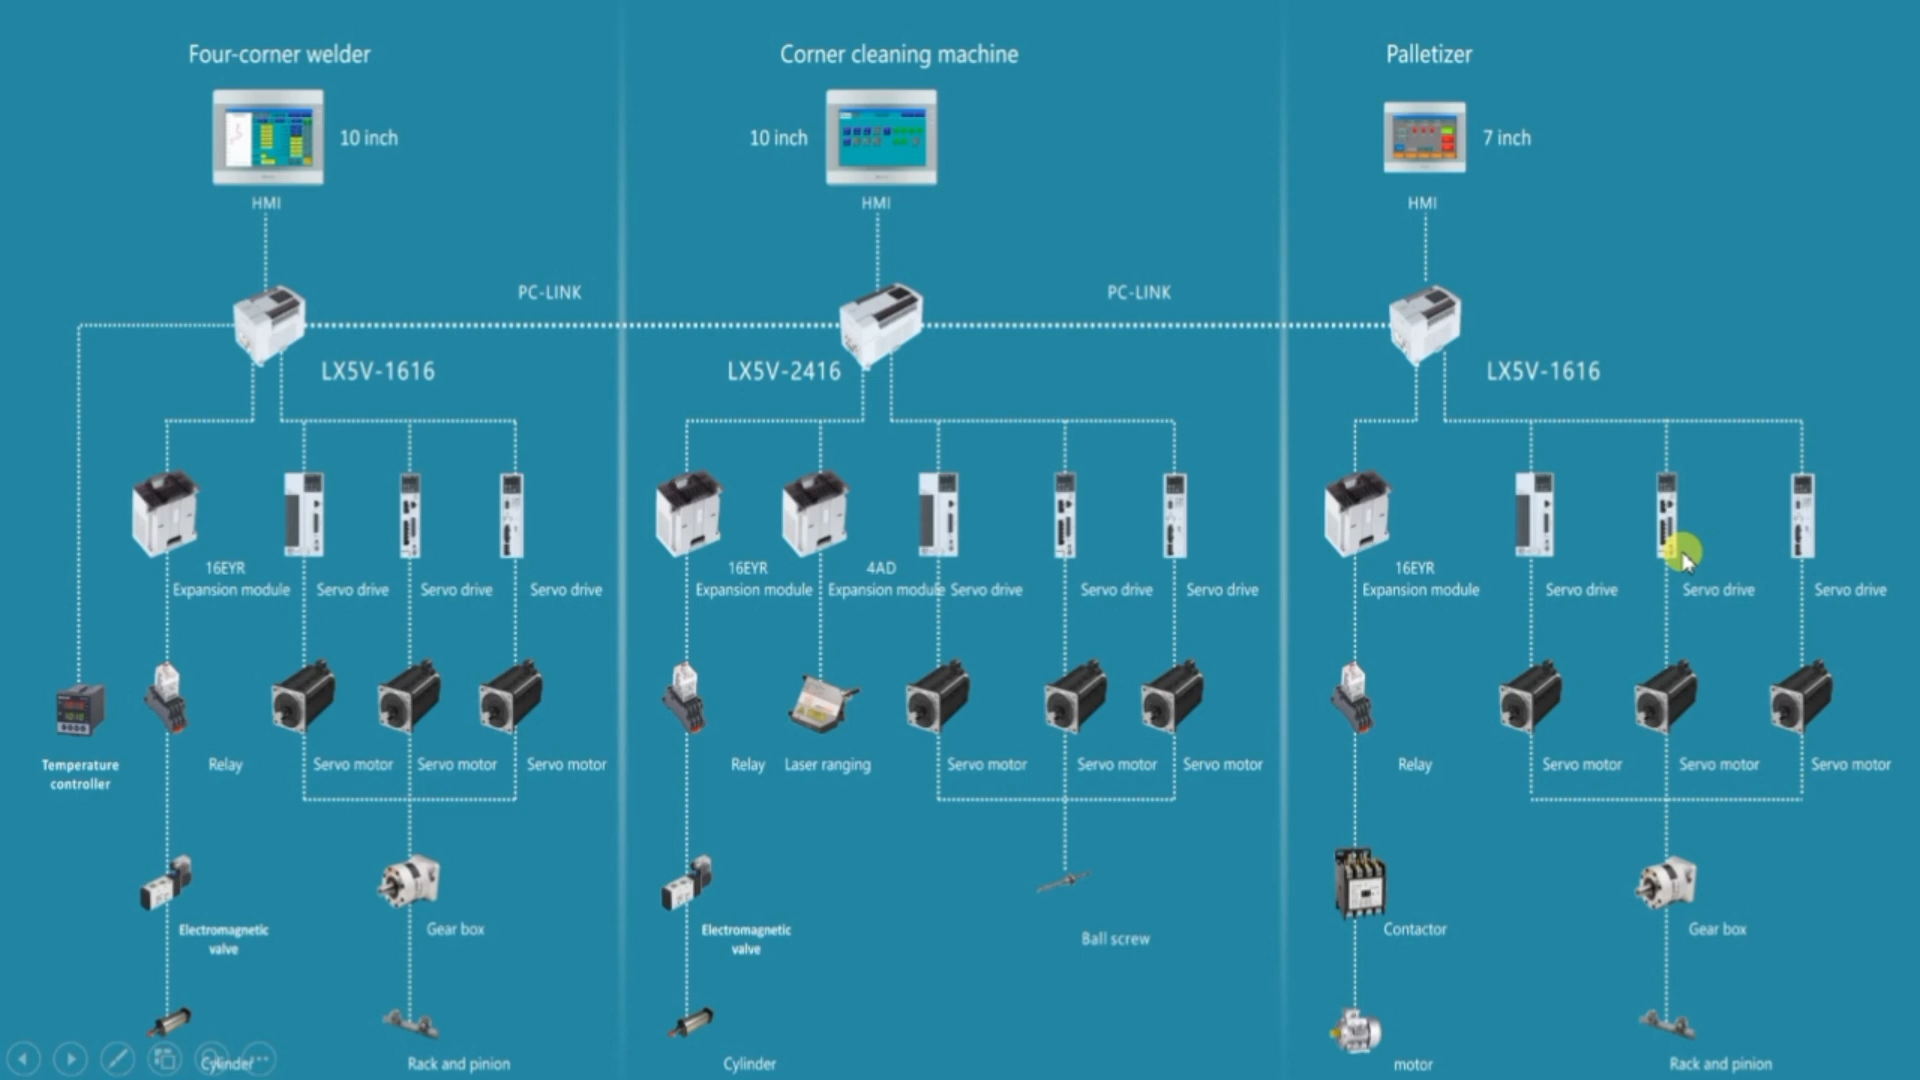 Four-corner welder
Corner cleaning machine
Palletizer
10 inch
10 inch
7 inch
HMI
HMI
HMI
PC-LINK
PC-LINK
LX5V-1616
LX5V-2416
LX5V-1616
16EYR
Expansion module
Servo drive
Servo drive
Servo drive
16EYR
Expansion module
4AD
Expansion module
Servo drive
Servo drive
Servo drive
16EYR
Expansion module
Servo drive
Servo drive
Servo drive
Temperature
controller
Relay
Servo motor
Servo motor
Servo motor
Relay
Laser ranging
Servo motor
Servo motor
Servo motor
Relay
Servo motor
Servo motor
Servo motor
Electromagnetic
valve
Gear box
Electromagnetic
valve
Ball screw
Contactor
Gear box
Cylinder
Rack and pinion
Cylinder
motor
Rack and pinion